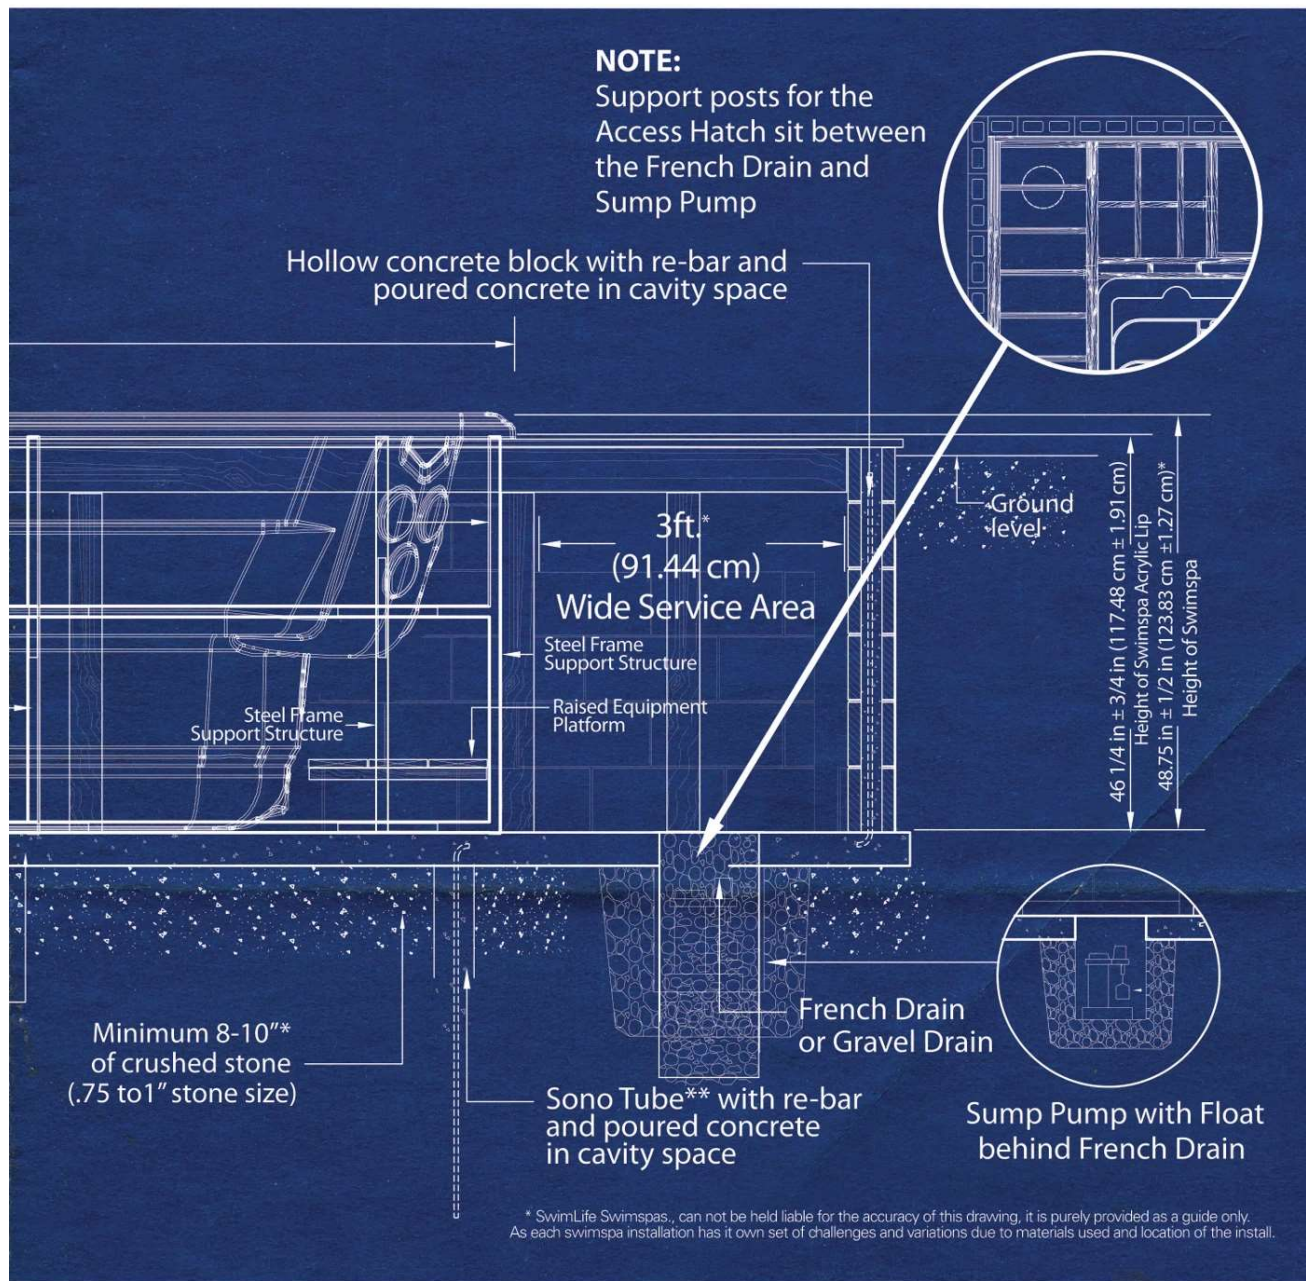 NOTE:
Support posts for the
Access Hatch sit between
the French Drain and
Sump Pump
Hollow concrete block with re-bar and
poured concrete in cavity space
Ground
level
3ft.*
(91.44 cm)
Wide Service Area
Steel Frame
Support Structure
Raised Equipment
Platform
Steel Frame
Support Structure
46 1/4 in ± 3/4 in (117.48 cm ± 1.91 cm)
Height of Swimspa Acrylic Lip
48.75 in ± 1/2 in (123.83 cm ±1.27 cm)*
Height of Swimspa
Minimum 8-10”*
of crushed stone
(.75 to1” stone size)
French Drain
or Gravel Drain
Sono Tube** with re-bar
and poured concrete
in cavity space
Sump Pump with Float
behind French Drain
* SwimLife Swimspas., can not be held liable for the accuracy of this drawing, it is purely provided as a guide only.
As each swimspa installation has it own set of challenges and variations due to materials used and location of the install.